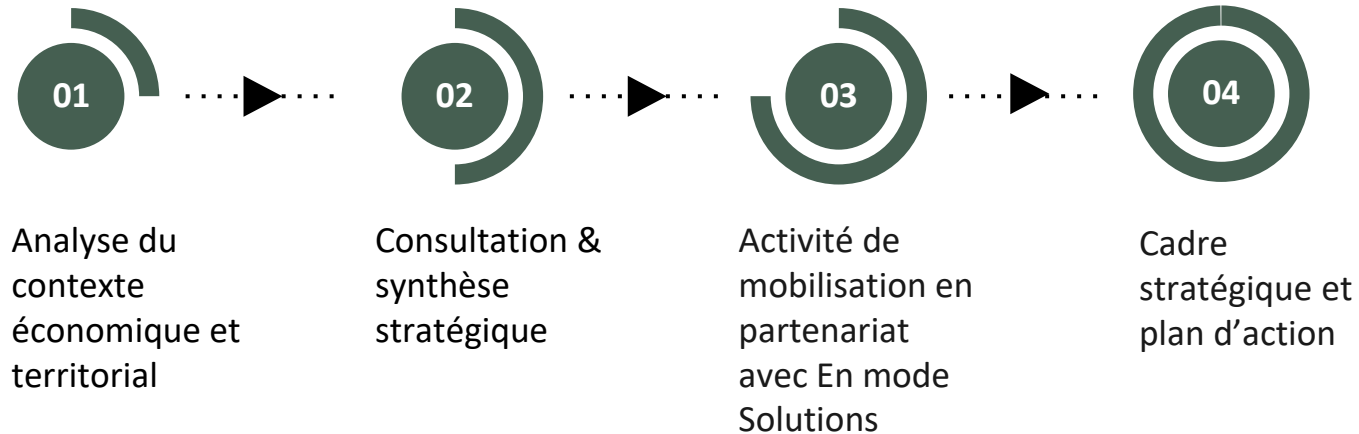 01
Analyse du
contexte
économique et
territorial
02
Consultation &
synthèse
stratégique
03
Activité de
mobilisation en
partenariat
avec En mode
Solutions
04
Cadre
stratégique et
plan d’action